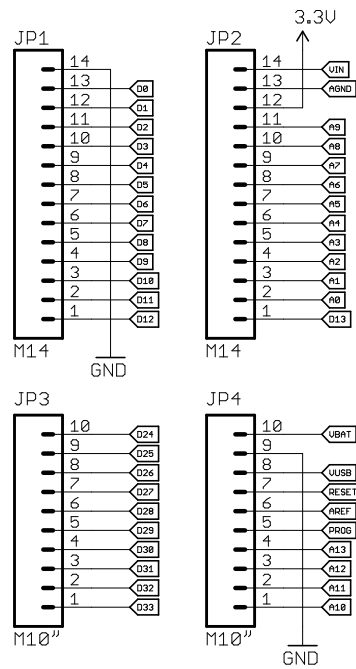 3.3V
JP1
14
13 D0
12 D1
11 D2
10 D3
9 D4
8 D5
7 D6
6 D7
5 D8
4 D9
3 D10
2 D11
1 D12
M14
GND
JP2
14 VIN
13 AGND
12
11 A9
10 A8
9 A7
8 A6
7 A5
6 A4
5 A3
4 A2
3 A1
2 A0
1 D13
M14
JP3
10 D24
9 D25
8 D26
7 D27
6 D28
5 D29
4 D30
3 D31
2 D32
1 D33
M10"
JP4
10 VBAT
9
8 VUSB
7 RESET
6 AREF
5 PROG
4 A13
3 A12
2 A11
1 A10
M10"
GND